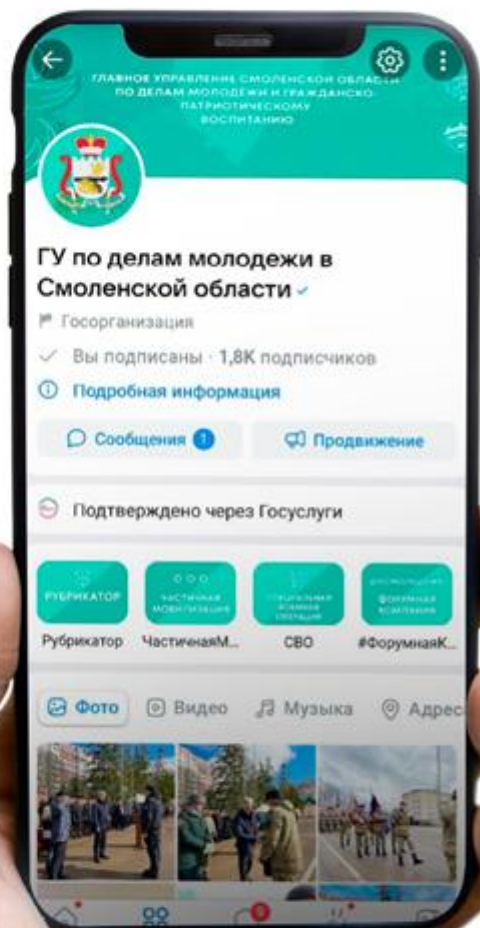 ГЛАВНОЕ УПРАВЛЕНИЕ СМОЛЕНСКОЙ ОБЛАСТИ
ПО ДЕЛАМ МОЛОДЕЖИ И ГРАЖДАНСКО-
ПАТРИОТИЧЕСКОМУ
ВОСПИТАНИЮ
ГУ по делам молодежи в
Смоленской области
Госорганизация
Вы подписаны · 1,8K подписчиков
Подробная информация
Сообщения 1
Продвижение
Подтверждено через Госуслуги
РУБРИКАТОР
ЧАСТИЧНАЯ
МОБИЛИЗАЦИЯ
СПЕЦИАЛЬНАЯ
ВОЕННАЯ
ОПЕРАЦИЯ
ФОРУМНАЯ
КОМПАНИЯ
Рубрикатор ЧастичнаяМ... СВО #ФорумнаяК...
Фото Видео Музыка Адрес